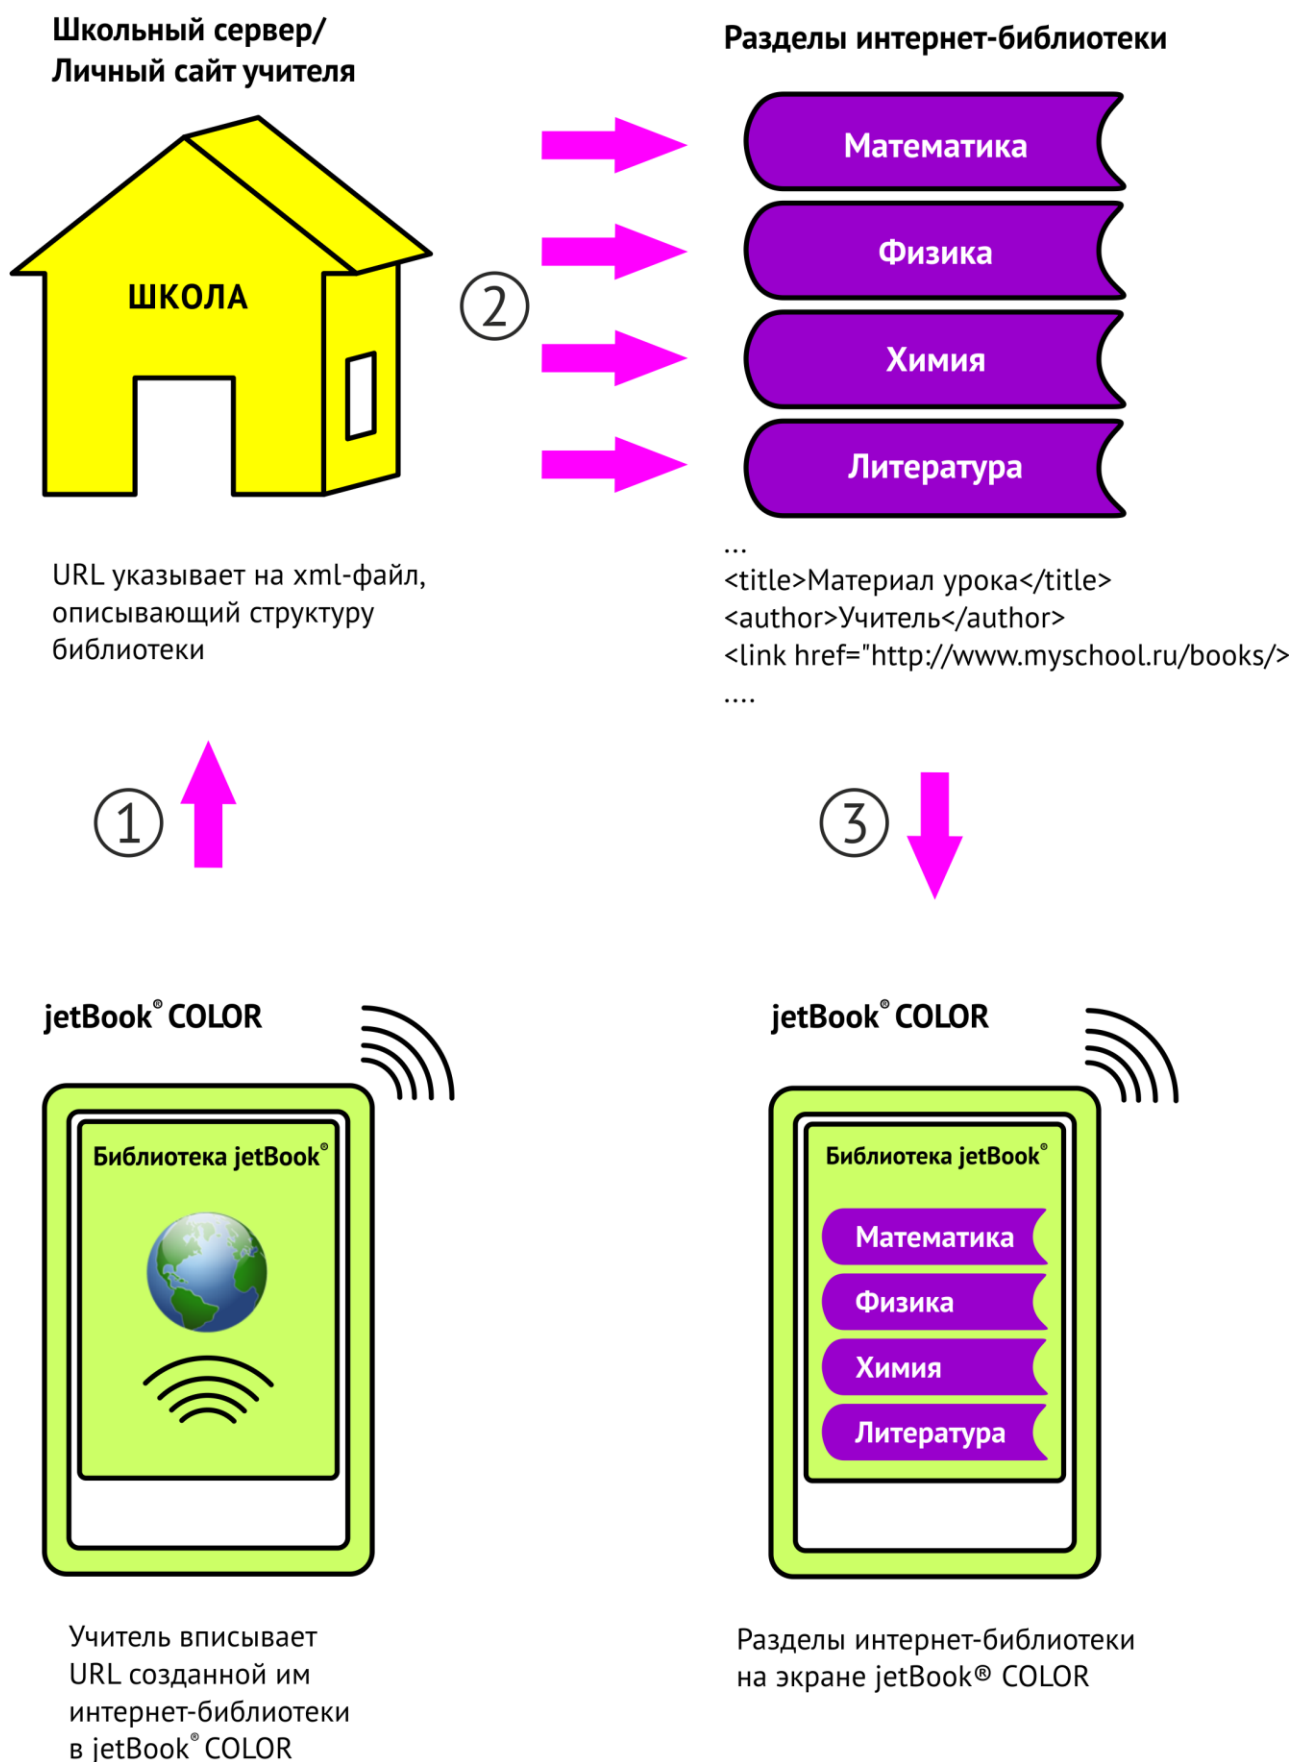 Школьный сервер/
Личный сайт учителя
ШКОЛА
URL указывает на xml-файл,
описывающий структуру
библиотеки
2
Разделы интернет-библиотеки
Математика
Физика
Химия
Литература
...
<title>Материал урока</title>
<author>Учитель</author>
<link href="http://www.myschool.ru/books/>
....
1
3
jetBook® COLOR
Библиотека jetBook®
Учитель вписывает
URL созданной им
интернет-библиотеки
в jetBook® COLOR
jetBook® COLOR
Библиотека jetBook®
Математика
Физика
Химия
Литература
Разделы интернет-библиотеки
на экране jetBook® COLOR